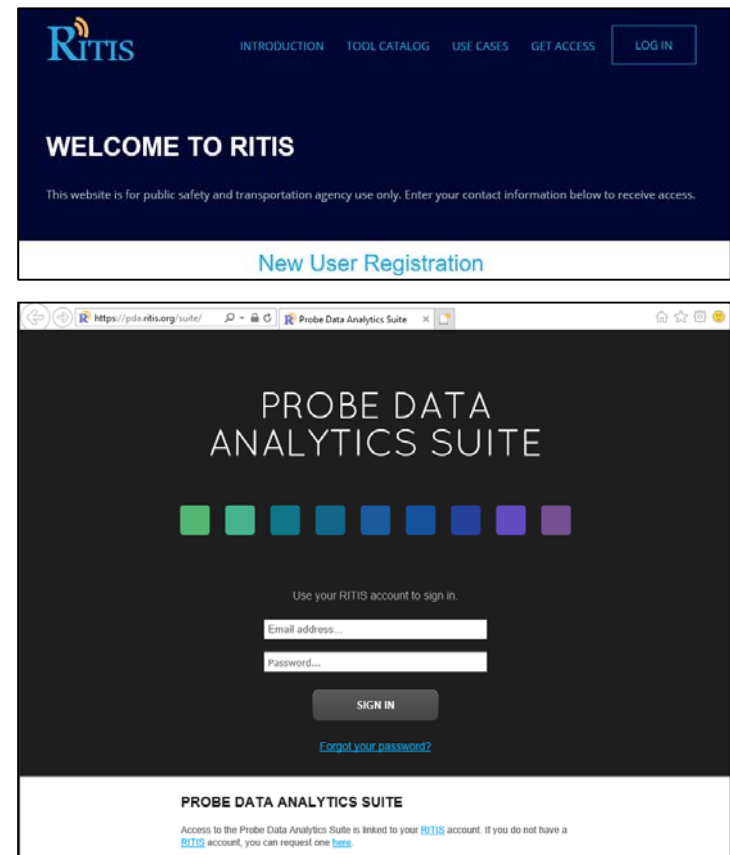 RITIS
INTRODUCTION TOOL CATALOG USE CASES GET ACCESS LOG IN
WELCOME TO RITIS
This website is for public safety and transportation agency use only. Enter your contact information below to receive access.
New User Registration
https://pda.ritis.org/suite/ Probe Data Analytics Suite
PROBE DATA
ANALYTICS SUITE
Use your RITIS account to sign in.
Email address...
Password...
SIGN IN
Forgot your password?
PROBE DATA ANALYTICS SUITE
Access to the Probe Data Analytics Suite is linked to your RITIS account. If you do not have a
RITIS account, you can request one here.